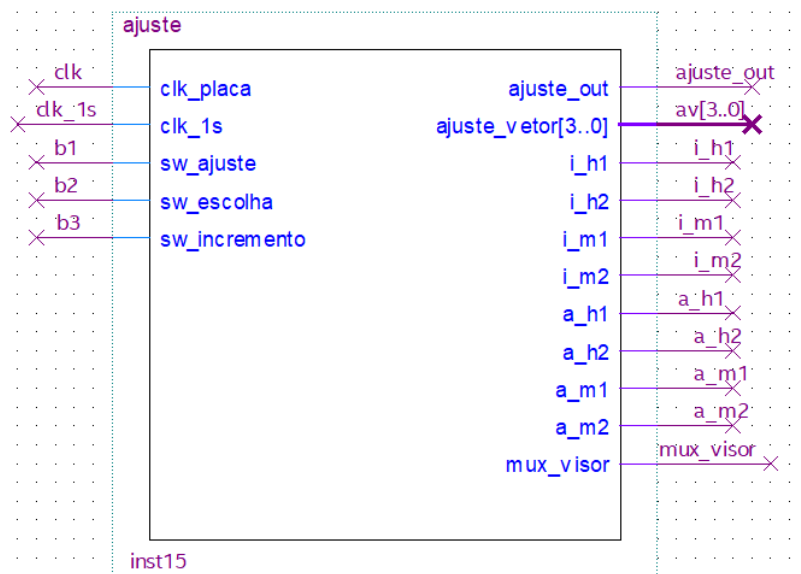 ajuste
clk clk_placa ajuste_out ajuste_out
clk_1s clk_1s ajuste_vetor[3..0] av[3..0]
b1 sw_ajuste i_h1 i_h1
b2 sw_escolha i_h2 i_h2
b3 sw_incremento i_m1 i_m1
i_m2 i_m2
a_h1 a_h1
a_h2 a_h2
a_m1 a_m1
a_m2 a_m2
mux_visor mux_visor
inst15